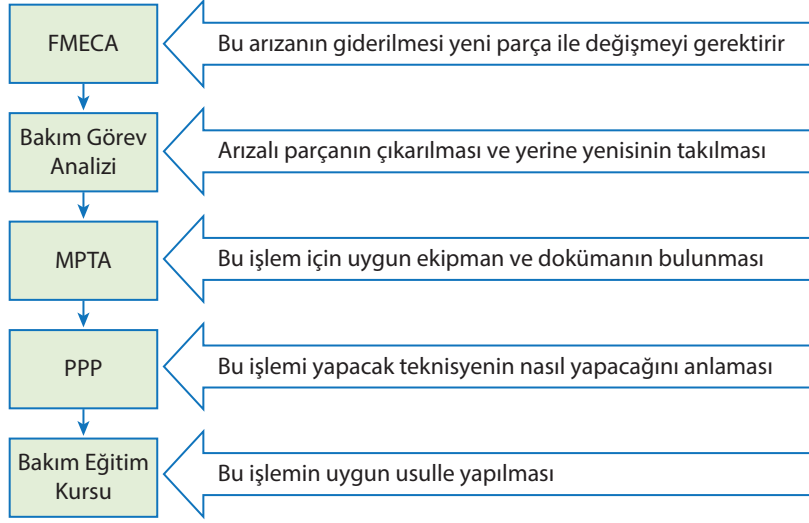 FMECA
Bu arızanın giderilmesi yeni parça ile değişmeyi gerektirir
Bakım Görev
Analizi
Arızalı parçanın çıkarılması ve yerine yenisinin takılması
MPTA
Bu işlem için uygun ekipman ve dokümanın bulunması
PPP
Bu işlemi yapacak teknisyenin nasıl yapacağını anlaması
Bakım Eğitim
Kursu
Bu işlemin uygun usulle yapılması